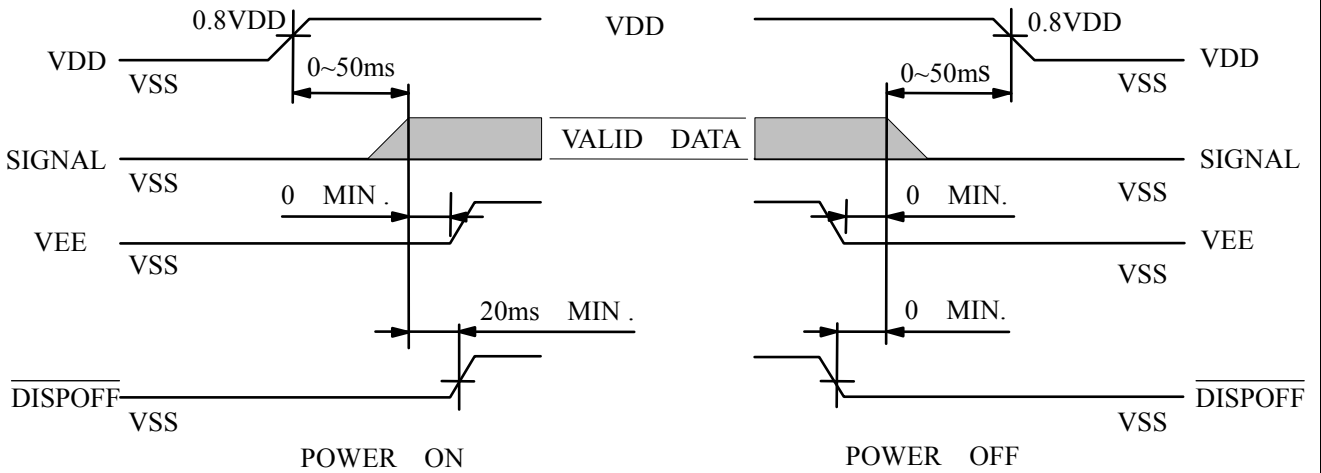 0.8VDD VDD 0.8VDD
VDD VDD
VSS 0~50ms 0~50ms VSS
VALID DATA
SIGNAL SIGNAL
VSS VSS
0 MIN . 0 MIN.
VEE VEE
VSS VSS
20ms MIN . 0 MIN.
DISPOFF DISPOFF
VSS VSS
POWER ON POWER OFF